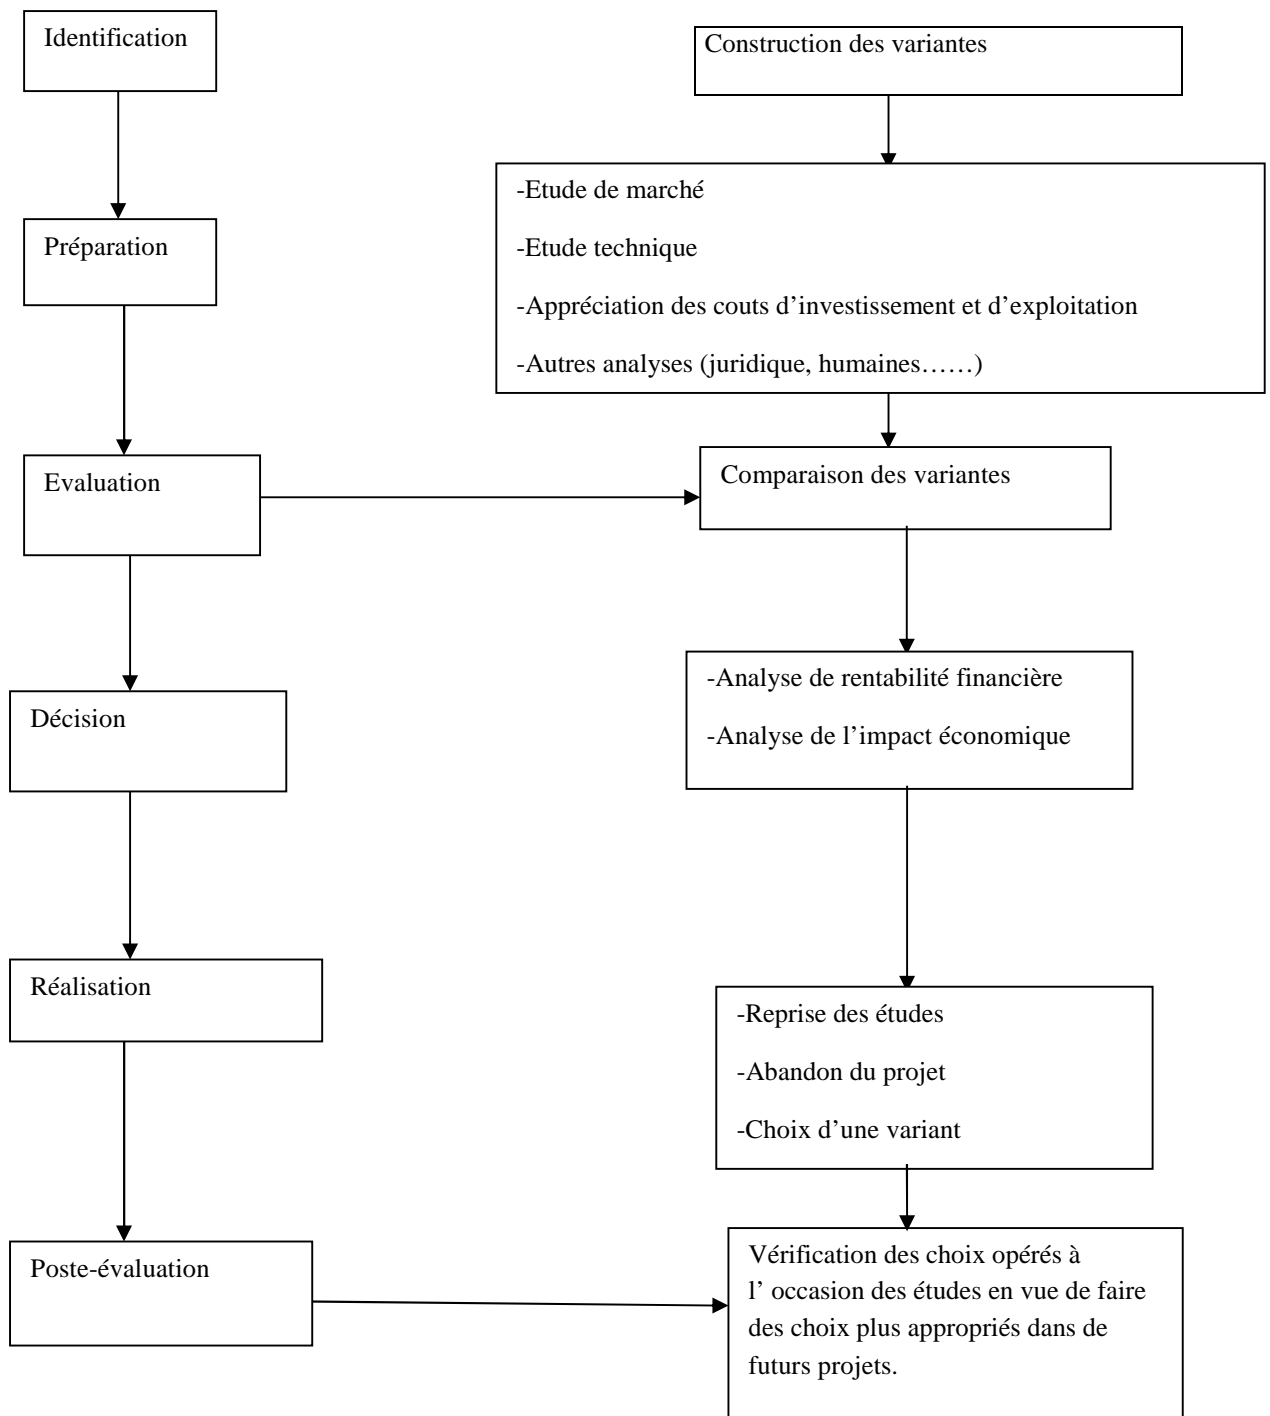 Identification
Construction des variantes
-Etude de marché
Préparation
-Etude technique
-Appréciation des couts d’investissement et d’exploitation
-Autres analyses (juridique, humaines……)
Evaluation
Comparaison des variantes
-Analyse de rentabilité financière
Décision
-Analyse de l’impact économique
Réalisation
-Reprise des études
-Abandon du projet
-Choix d’une variant
Poste-évaluation
Vérification des choix opérés à
l’ occasion des études en vue de faire
des choix plus appropriés dans de
futurs projets.